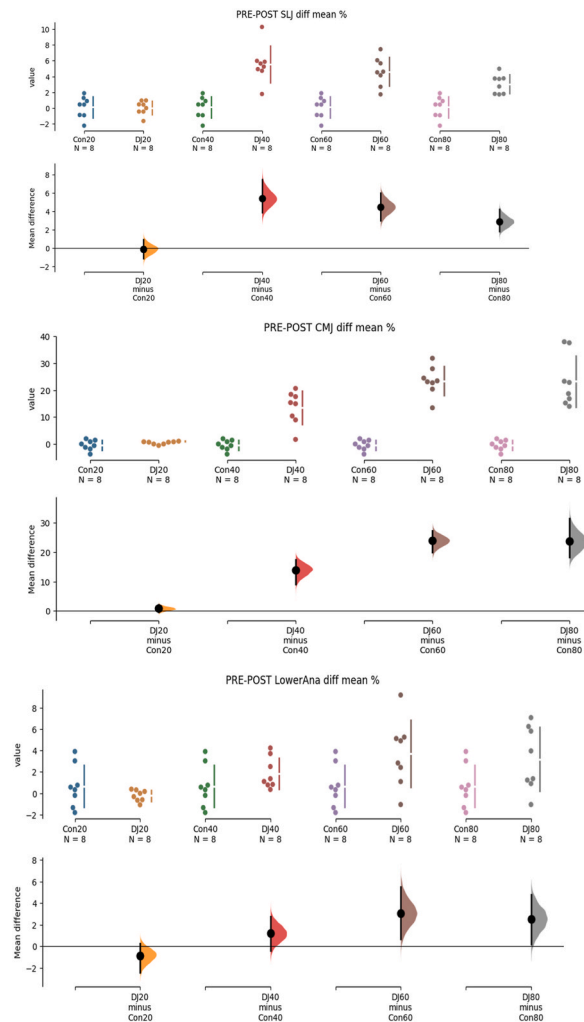 PRE-POST SLJ diff mean %
value
10
8
6
4
2
0
−2
Con20 DJ20 Con40 DJ40 Con60 DJ60 Con80 DJ80
N = 8 N = 8 N = 8 N = 8 N = 8 N = 8 N = 8 N = 8
Mean difference
8
6
4
2
0
−2
DJ20 DJ40 DJ60 DJ80
minus minus minus minus
Con20 Con40 Con60 Con80
PRE-POST CMJ diff mean %
value
40
30
20
10
0
Con20 DJ20 Con40 DJ40 Con60 DJ60 Con80 DJ80
N = 8 N = 8 N = 8 N = 8 N = 8 N = 8 N = 8 N = 8
Mean difference
30
20
10
0
DJ20 DJ40 DJ60 DJ80
minus minus minus minus
Con20 Con40 Con60 Con80
PRE-POST LowerAna diff mean %
value
8
6
4
2
0
−2
Con20 DJ20 Con40 DJ40 Con60 DJ60 Con80 DJ80
N = 8 N = 8 N = 8 N = 8 N = 8 N = 8 N = 8 N = 8
Mean difference
8
6
4
2
0
−2
DJ20 DJ40 DJ60 DJ80
minus minus minus minus
Con20 Con40 Con60 Con80